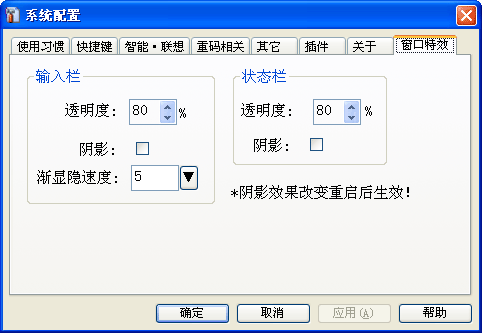 系统配置
使用习惯 快捷键 智能·联想 重码相关 其它 插件 关于 窗口特效
输入栏 状态栏
透明度： 80 % 透明度： 80 %
阴影： 阴影：
渐显隐速度： 5
*阴影效果改变重启后生效！
确定 取消 应用(A) 帮助